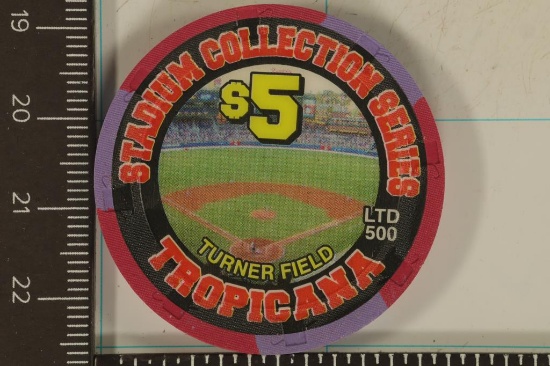 STADIUM COLLECTION SERIES
$5
LTD
500
TURNER FIELD
TROPICANA
19
20
21
22